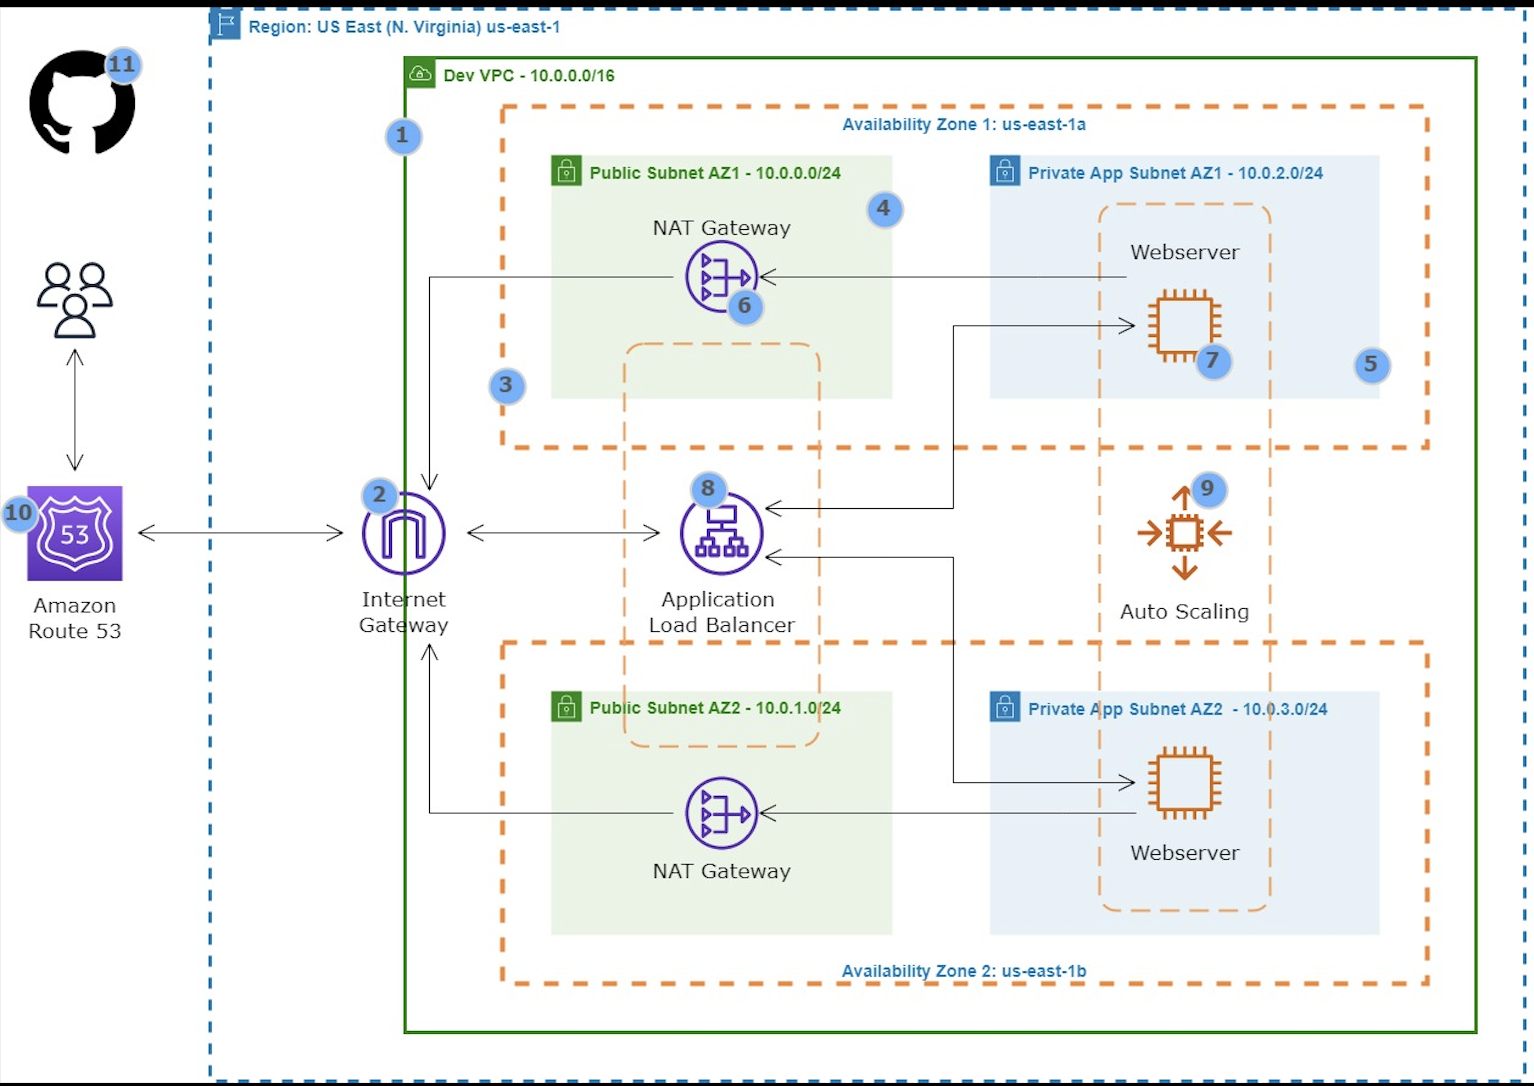 Region: US East (N. Virginia) us-east-1
11
Dev VPC - 10.0.0.0/16
1
Availability Zone 1: us-east-1a
Public Subnet AZ1 - 10.0.0.0/24
Private App Subnet AZ1 - 10.0.2.0/24
4
NAT Gateway
Webserver
6
7
3
5
2
8
9
10
53
Amazon
Route 53
Internet
Gateway
Application
Load Balancer
Auto Scaling
Public Subnet AZ2 - 10.0.1.0/24
Private App Subnet AZ2 - 10.0.3.0/24
NAT Gateway
Webserver
Availability Zone 2: us-east-1b